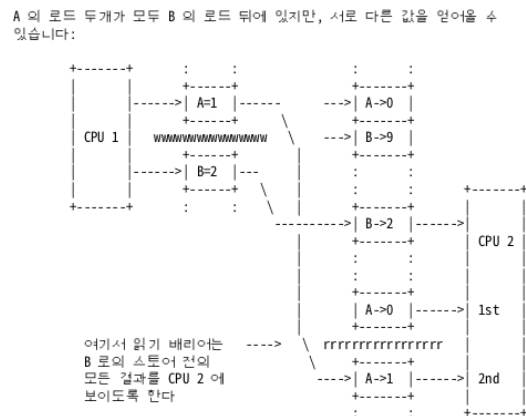 A 의 로드 두개가 모두 B 의 로드 뒤에 있지만, 서로 다른 값을 얻어올 수
있습니다:
+-------+ : : : :
| | +------+ +-------+
| |------>| A=1 |------ --->| A->0 |
| | +------+ \ +-------+
| CPU 1 | wwwwwwwwwwwwwwww \ --->| B->9 |
| | +------+ | +-------+
| |------>| B=2 |--- | : :
| | +------+ \ | : : +-------+
+-------+ : : \ | +-------+ | |
---------->| B->2 |------>| |
| +-------+ | CPU 2 |
| : : | |
| : : | |
| +-------+ | |
| | A->0 |------>| 1st |
| +-------+ | |
여기서 읽기 배리어는 ----> \ rrrrrrrrrrrrrrrrr | |
B 로의 스토어 전의 \ +-------+ | |
모든 결과를 CPU 2 에 ---->| A->1 |------>| 2nd |
보이도록 한다 +-------+ | |
: : +-------+